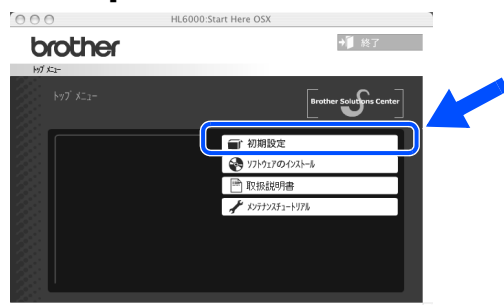 HL6000:Start Here OSX
brother
終了
トップ メニュー
トップ メニュー
Brother Solutions Center
初期設定
ソフトウェアのインストール
取扱説明書
メンテナンスチュートリアル